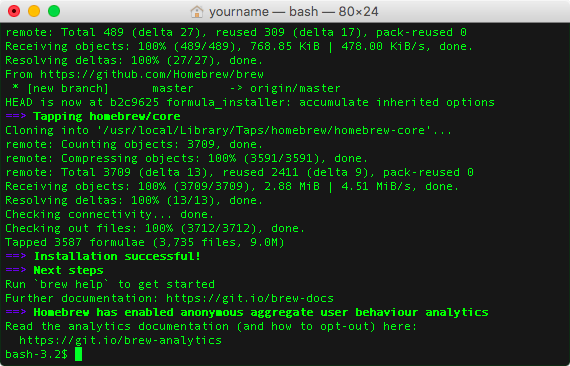 yourname — bash — 80×24
remote: Total 489 (delta 27), reused 309 (delta 17), pack-reused 0
Receiving objects: 100% (489/489), 768.85 KiB | 478.00 KiB/s, done.
Resolving deltas: 100% (27/27), done.
From https://github.com/Homebrew/brew
 * [new branch]      master     -> origin/master
HEAD is now at b2c9625 formula_installer: accumulate inherited options
==> Tapping homebrew/core
Cloning into '/usr/local/Library/Taps/homebrew/homebrew-core'...
remote: Counting objects: 3709, done.
remote: Compressing objects: 100% (3591/3591), done.
remote: Total 3709 (delta 13), reused 2411 (delta 9), pack-reused 0
Receiving objects: 100% (3709/3709), 2.88 MiB | 4.51 MiB/s, done.
Resolving deltas: 100% (13/13), done.
Checking connectivity... done.
Checking out files: 100% (3712/3712), done.
Tapped 3587 formulae (3,735 files, 9.0M)
==> Installation successful!
==> Next steps
Run `brew help` to get started
Further documentation: https://git.io/brew-docs
==> Homebrew has enabled anonymous aggregate user behaviour analytics
Read the analytics documentation (and how to opt-out) here:
  https://git.io/brew-analytics
bash-3.2$